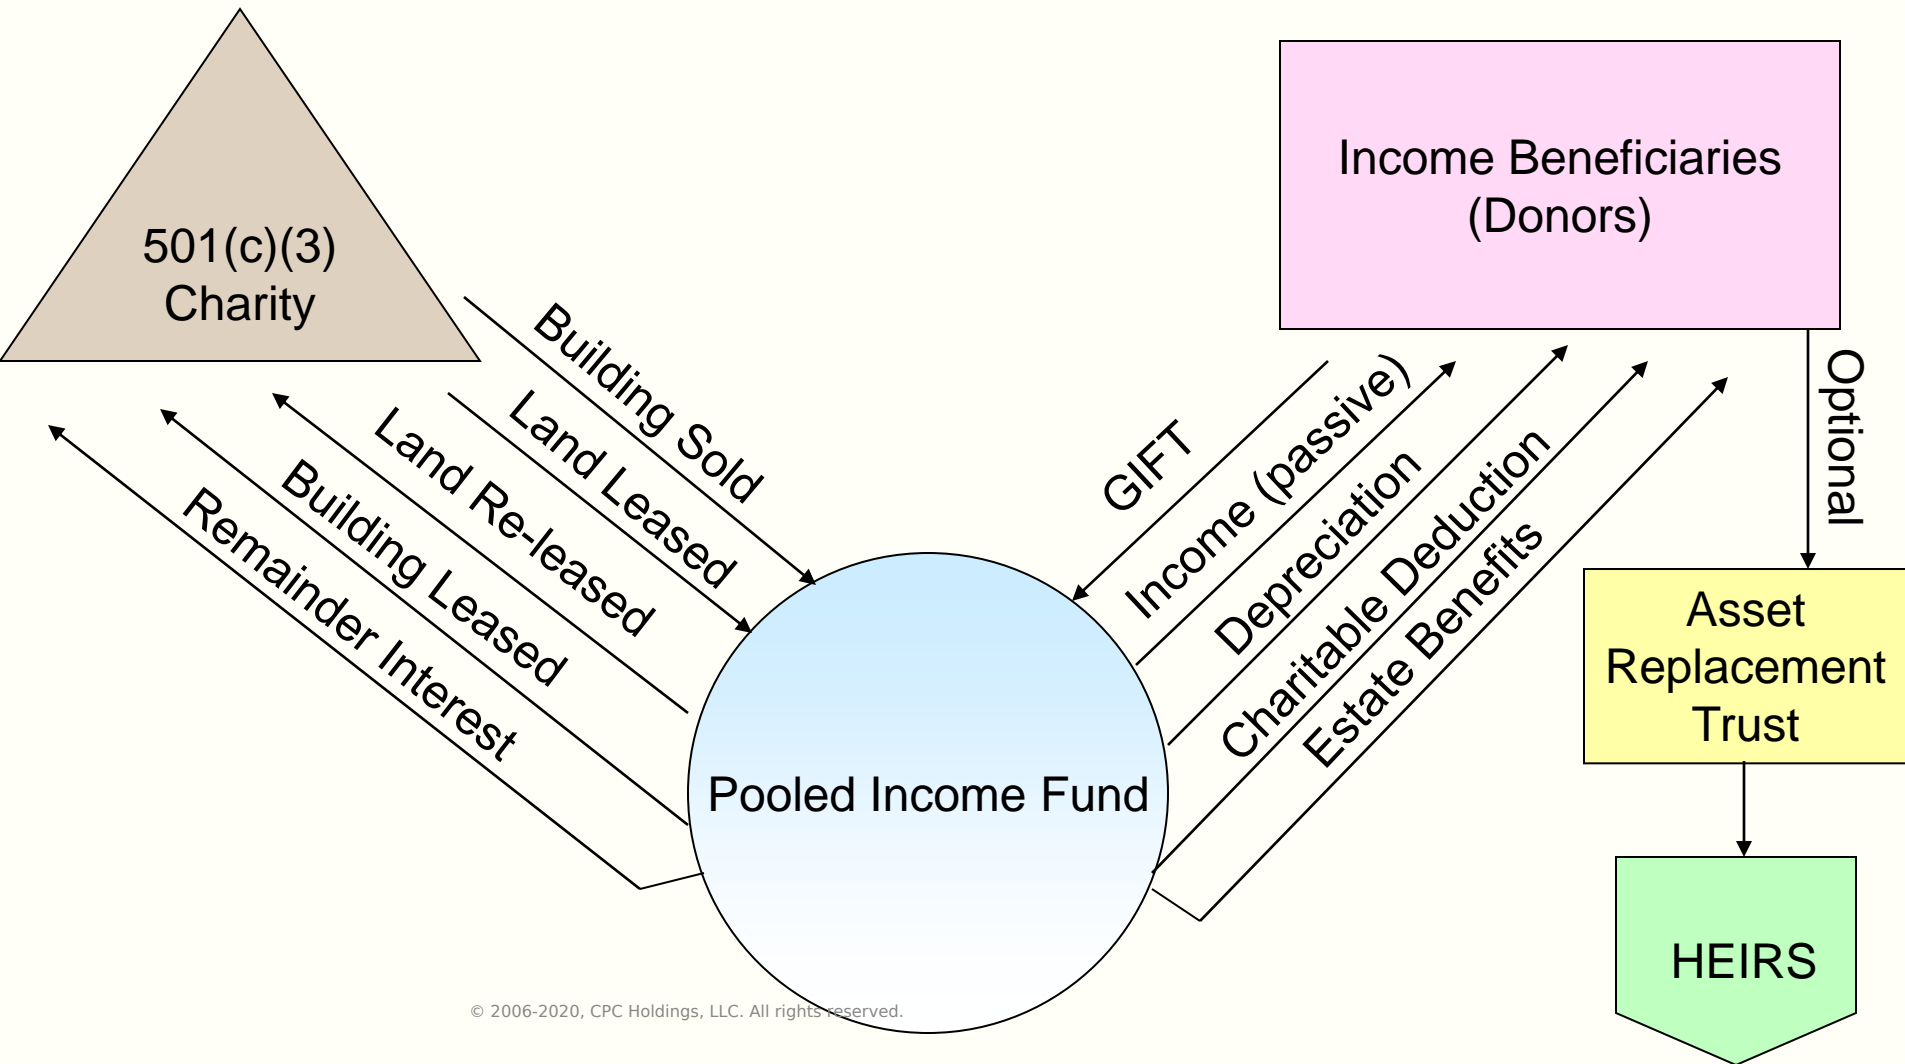 501(c)(3)
Charity
Income Beneficiaries
(Donors)
Building Sold
Land Leased
Land Re-leased
Building Leased
Remainder Interest
GIFT
Income (passive)
Depreciation
Charitable Deduction
Estate Benefits
Optional
Asset
Replacement
Trust
Pooled Income Fund
HEIRS
© 2006-2020, CPC Holdings, LLC. All rights reserved.